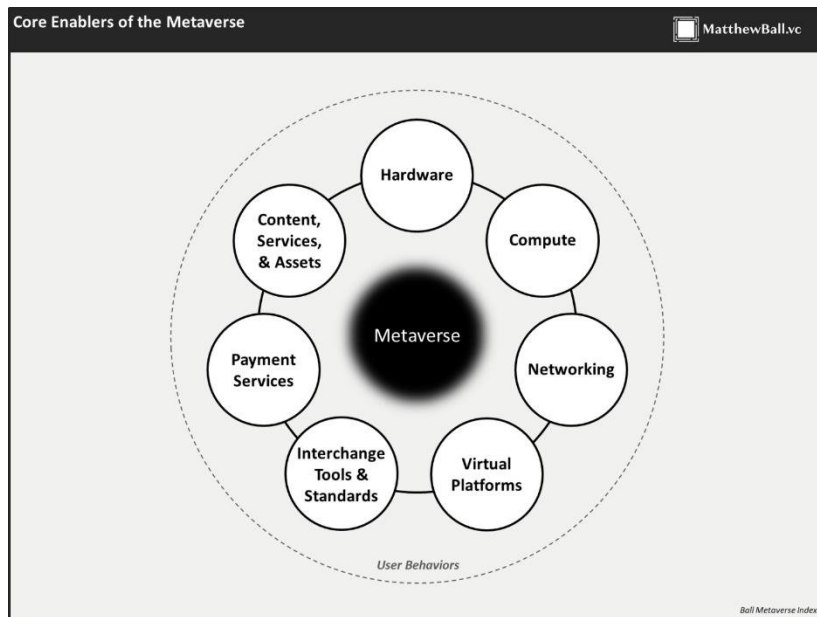 Core Enablers of the Metaverse
MatthewBall.vc
Hardware
Compute
Networking
Virtual
Platforms
Interchange
Tools &
Standards
Payment
Services
Content,
Services,
& Assets
Metaverse
User Behaviors
Ball Metaverse Index